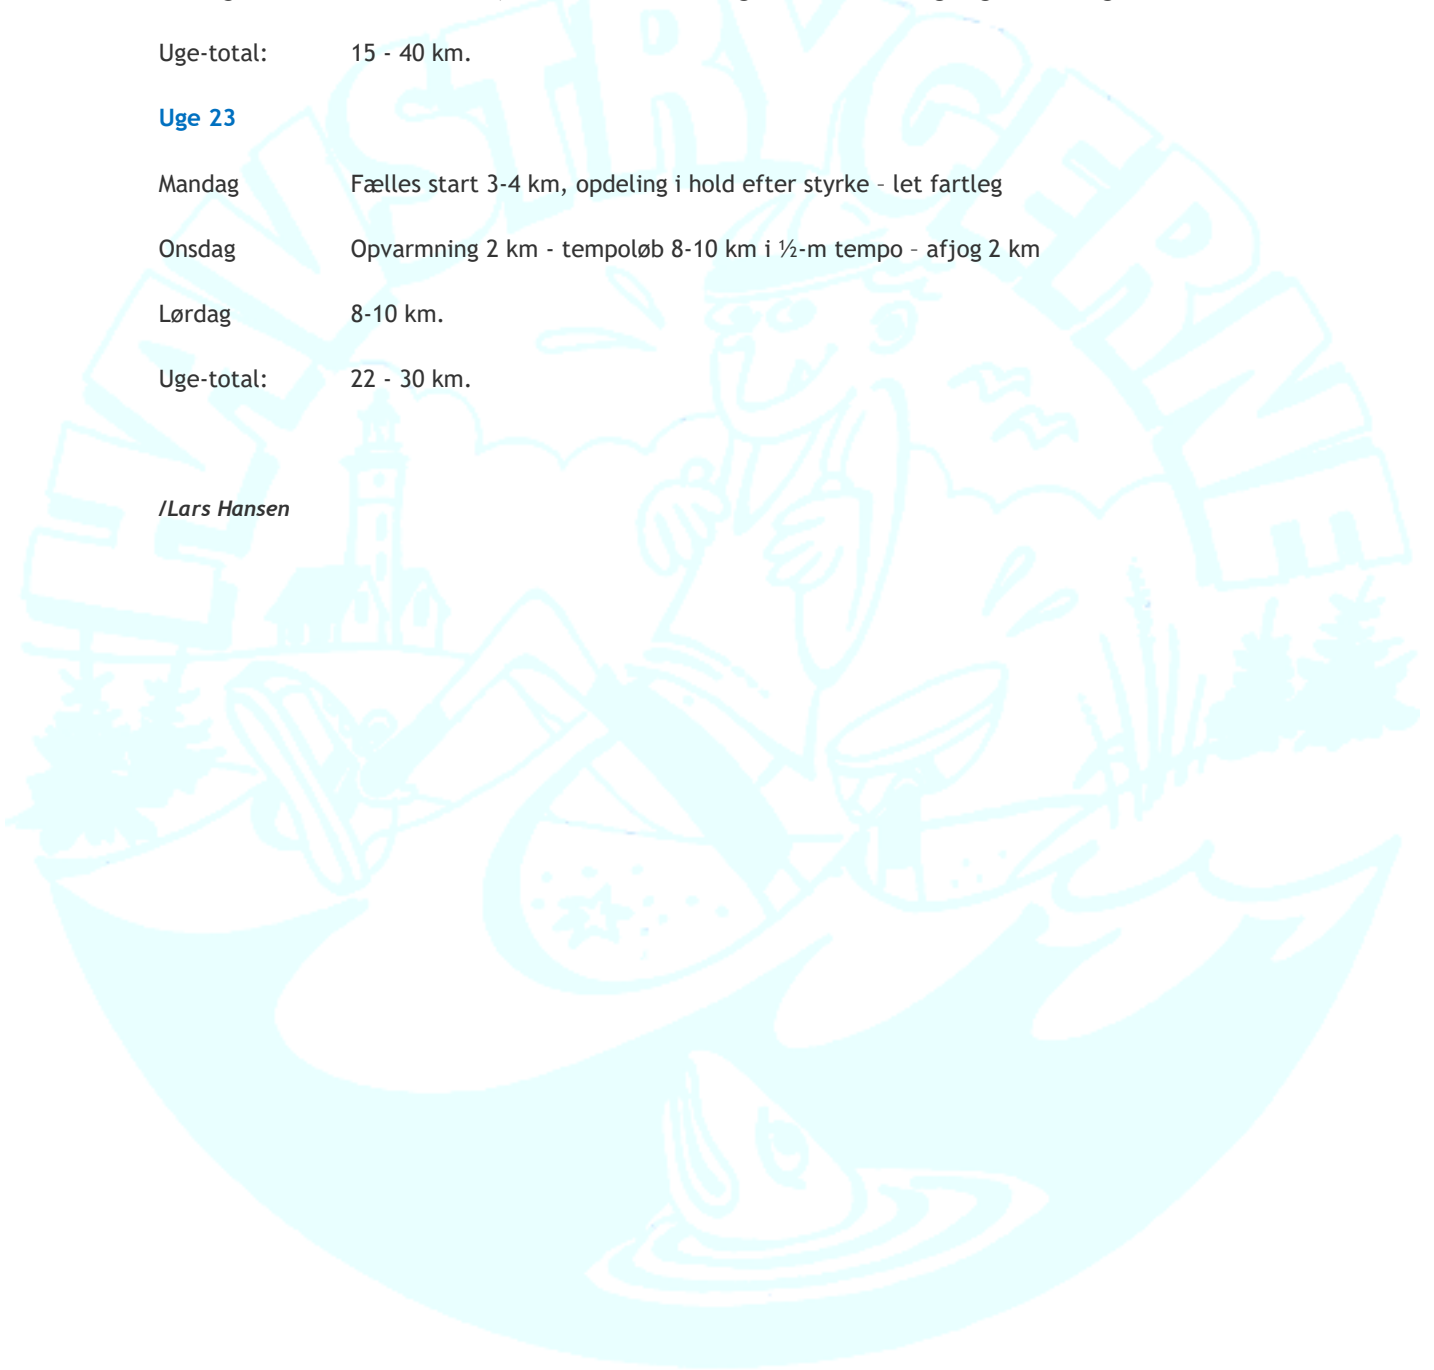 Uge-total: 15 - 40 km.
Uge 23
Mandag Fælles start 3-4 km, opdeling i hold efter styrke – let fartleg
Onsdag Opvarmning 2 km - tempoløb 8-10 km i ½-m tempo – afjog 2 km
Lørdag 8-10 km.
Uge-total: 22 - 30 km.
/Lars Hansen
HAVSTRYGERNE